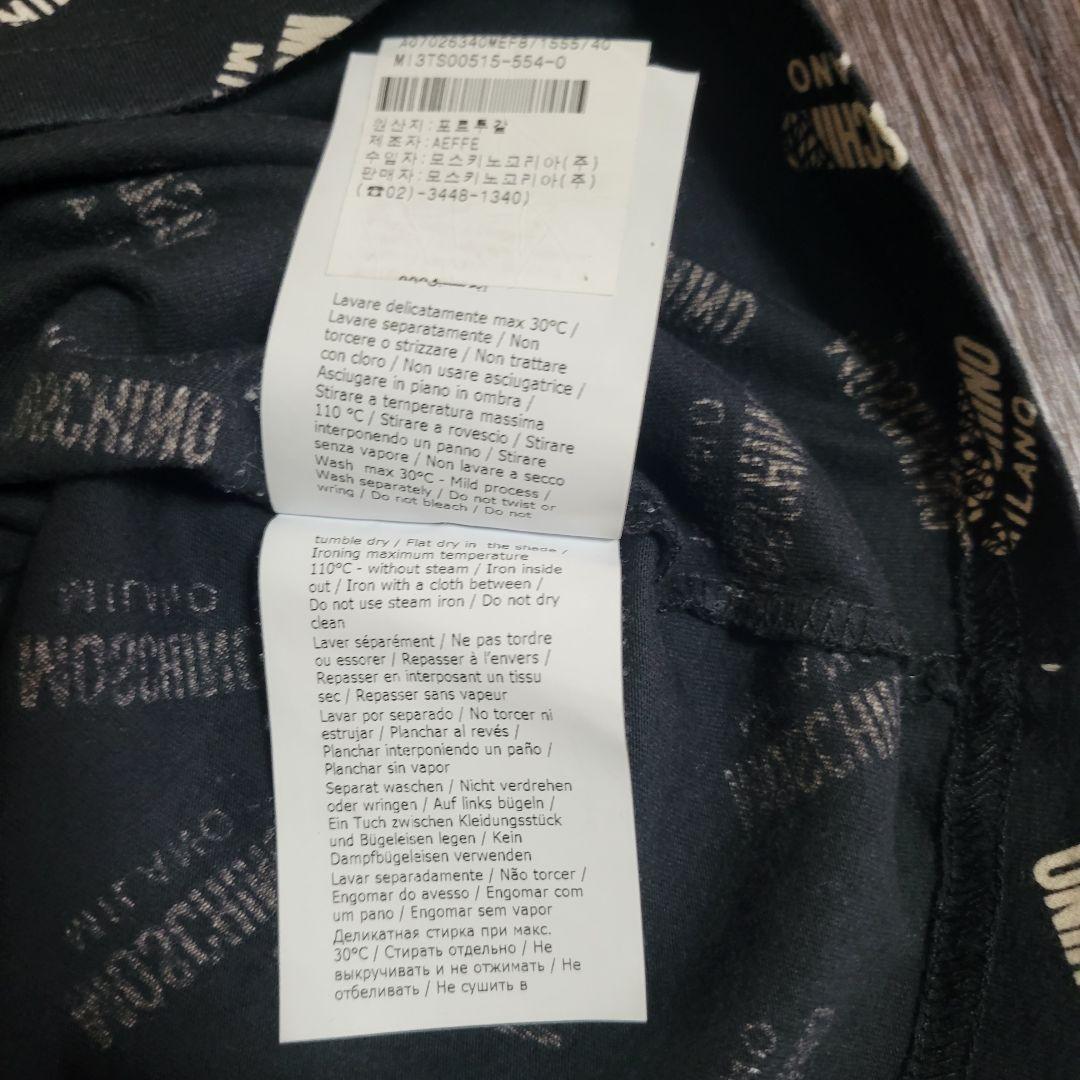 MI3TS00515-554-0
원산지:포르투갈
제조자:AEFFE
수입자:모스키노코리아(주)
판매자:모스키노코리아(주)
(☎02)-3448-1340)
Lavare delicatamente max 30°C /
Lavare separatamente / Non
torcere o strizzare / Non trattare
con cloro / Non usare asciugatrice /
Asciugare in piano in ombra /
Stirare a temperatura massima
110 °C / Stirare a rovescio / Stirare
interponendo un panno / Stirare
senza vapore / Non lavare a secco
Wash max 30°C - Mild process /
Wash separately / Do not twist or
wring / Do not bleach / Do not
tumble dry / Flat dry in the shade /
Ironing maximum temperature
110°C - without steam / Iron inside
out / Iron with a cloth between /
Do not use steam iron / Do not dry
clean
Laver séparément / Ne pas tordre
ou essorer / Repasser à l'envers /
Repasser en interposant un tissu
sec / Repasser sans vapeur
Lavar por separado / No torcer ni
estrujar / Planchar al revés /
Planchar interponiendo un paño /
Planchar sin vapor
Separat waschen / Nicht verdrehen
oder wringen / Auf links bügeln /
Ein Tuch zwischen Kleidungsstück
und Bügeleisen legen / Kein
Dampfbügeleisen verwenden
Lavar separadamente / Não torcer /
Engomar do avesso / Engomar com
um pano / Engomar sem vapor
Деликатная стирка при макс.
30°C / Стирать отдельно / Не
выкручивать и не отжимать / Не
отбеливать / Не сушить в
MOSCHINO
MILANO